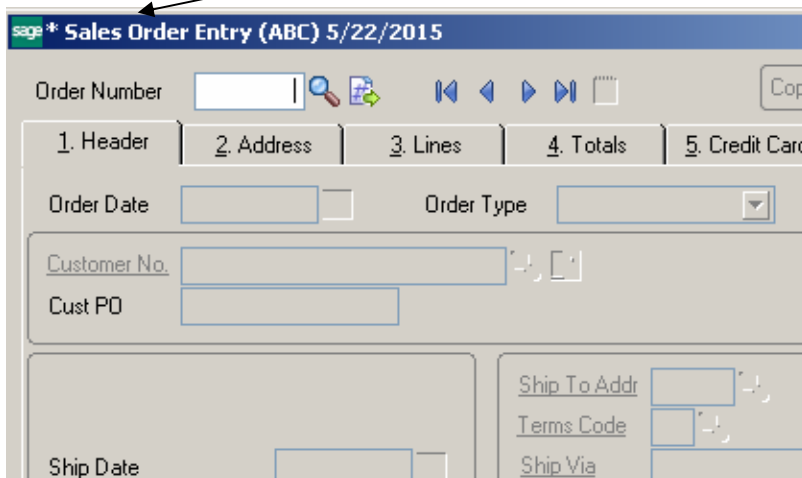 sage * Sales Order Entry (ABC) 5/22/2015
Order Number Cop
1. Header 2. Address 3. Lines 4. Totals 5. Credit Card
Order Date Order Type
Customer No.
Cust PO
Ship To Addr
Terms Code
Ship Date Ship Via